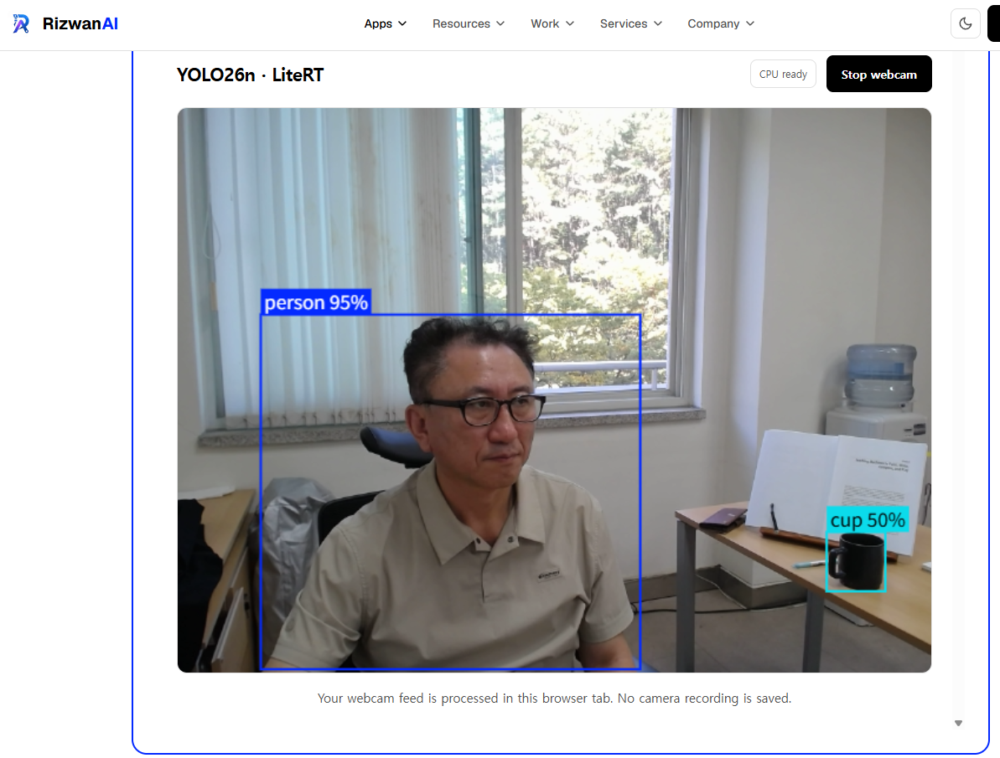 RizwanAI
Apps
Resources
Work
Services
Company
YOLO26n · LiteRT
CPU ready
Stop webcam
person 95%
cup 50%
Your webcam feed is processed in this browser tab. No camera recording is saved.